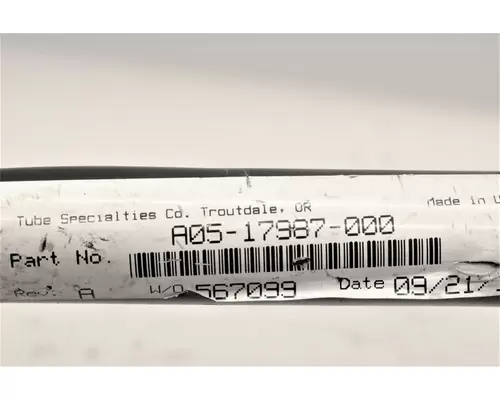 Tube Specialties Co. Troutdale, OR Made in U
A05-17987-000
Part No.
Rev: A W/O 567099 Date 09/21/